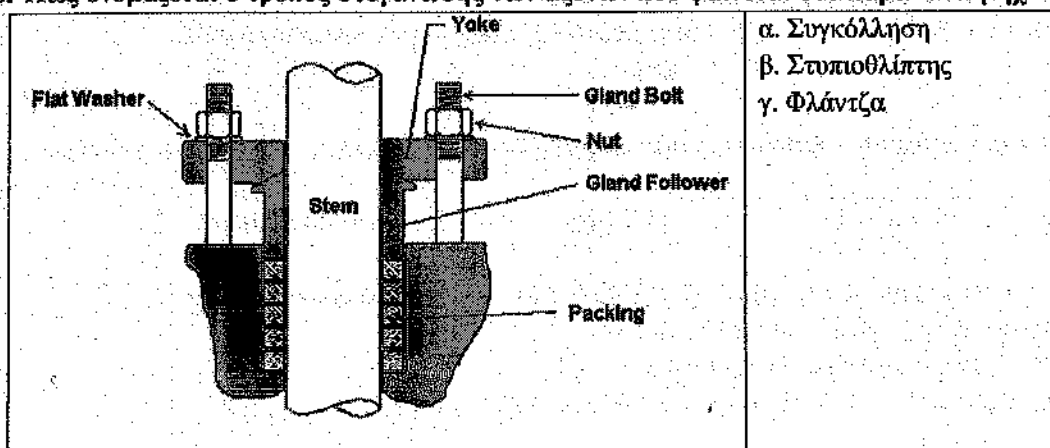 Yoke
Flat Washer
Gland Bolt
Nut
Gland Follower
Stem
Packing
α. Συγκόλληση
β. Στυπιοθλίπτης
γ. Φλάντζα